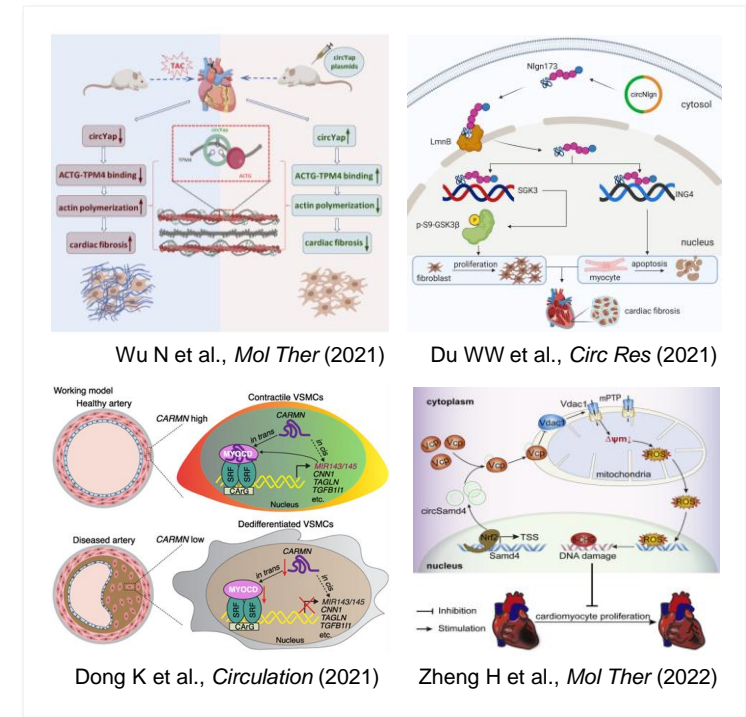 TAC
circYap
plasmids
circYap↓
ACTG-TPM4 binding↓
actin polymerization↑
cardiac fibrosis↑
circYap
TPM4
ACTG
circYap↑
ACTG-TPM4 binding↑
actin polymerization↓
cardiac fibrosis↓
Wu N et al., Mol Ther (2021)
Nlgn173
circNlgn
cytosol
LmnB
SGK3
ING4
P
p-S9-GSK3β
nucleus
fibroblast
proliferation
myocyte
apoptosis
cardiac fibrosis
Du WW et al., Circ Res (2021)
Working model
Healthy artery
CARMN high
Contractile VSMCs
CARMN
in trans
in cis
MYOCD
SRF
SRF
CArG
MIR143/145
CNN1
TAGLN
TGFB1I1
etc.
Nucleus
Diseased artery
CARMN low
Dedifferentiated VSMCs
CARMN
in trans
in cis
MYOCD
SRF
SRF
CArG
MIR143/145
CNN1
TAGLN
TGFB1I1
etc.
Nucleus
Dong K et al., Circulation (2021)
cytoplasm
Vdac1
mPTP
Vdac1
Vcp
Vcp
Vcp
Vcp
Vcp
Δψm↓
ROS
mitochondria
ROS
circSamd4
Nrf2
TSS
Samd4
ROS
DNA damage
nucleus
Inhibition
Stimulation
cardiomyocyte proliferation
Zheng H et al., Mol Ther (2022)